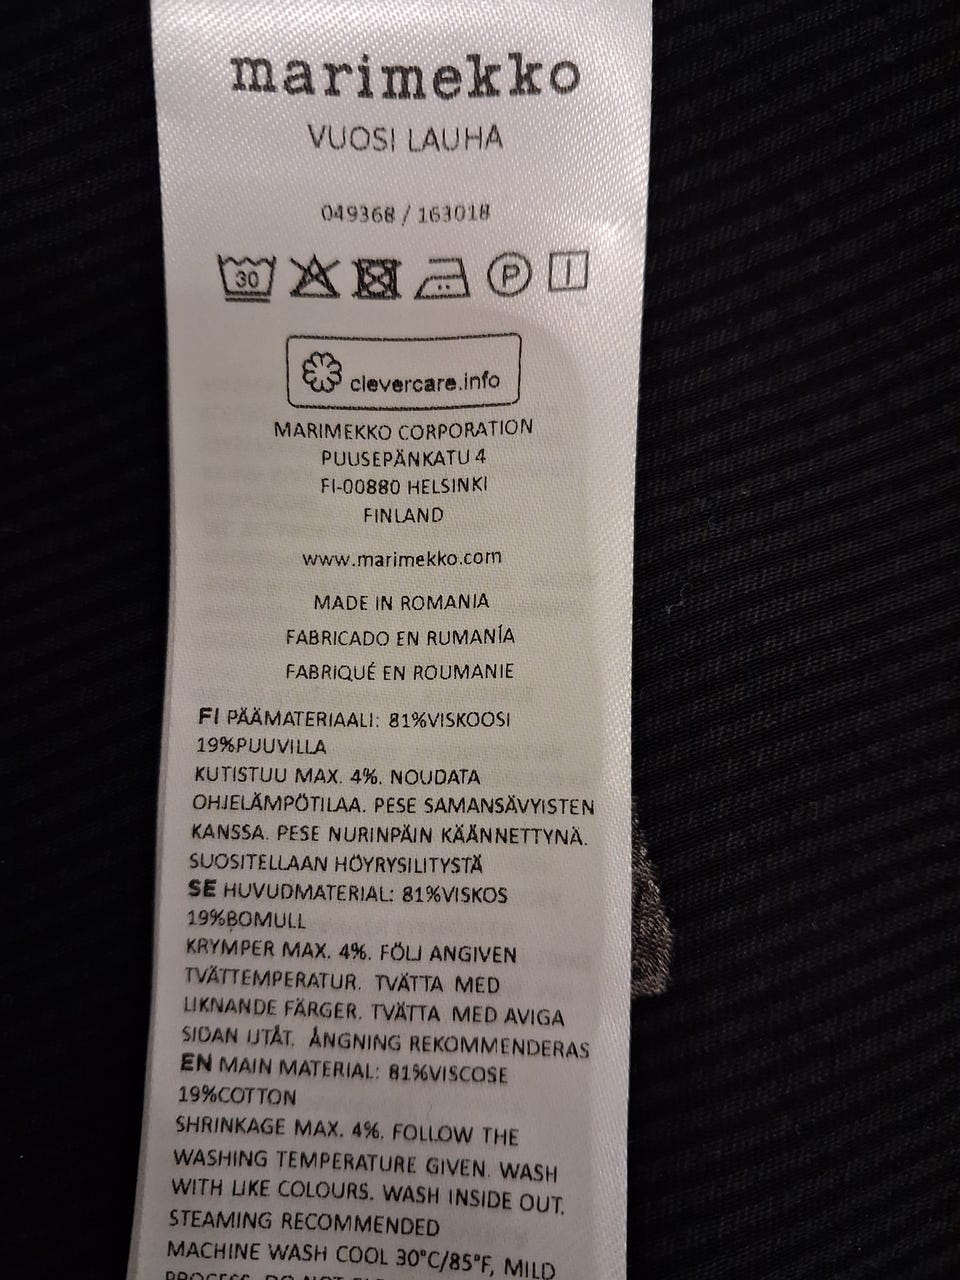 marimekko
VUOSI LAUHA
049368 / 163018
30 P
clevercare.info
MARIMEKKO CORPORATION
PUUSEPÄNKATU 4
FI-00880 HELSINKI
FINLAND
www.marimekko.com
MADE IN ROMANIA
FABRICADO EN RUMANÍA
FABRIQUÉ EN ROUMANIE
FI PÄÄMATERIAALI: 81%VISKOOSI
19%PUUVILLA
KUTISTUU MAX. 4%. NOUDATA
OHJELÄMPÖTILAA. PESE SAMANSÄVYISTEN
KANSSA. PESE NURINPÄIN KÄÄNNETTYNÄ.
SUOSITELLAAN HÖYRYSILITYSTÄ
SE HUVUDMATERIAL: 81%VISKOS
19%BOMULL
KRYMPER MAX. 4%. FÖLJ ANGIVEN
TVÄTTEMPERATUR. TVÄTTA MED
LIKNANDE FÄRGER. TVÄTTA MED AVIGA
SIDAN UTÅT. ÅNGNING REKOMMENDERAS
EN MAIN MATERIAL: 81%VISCOSE
19%COTTON
SHRINKAGE MAX. 4%. FOLLOW THE
WASHING TEMPERATURE GIVEN. WASH
WITH LIKE COLOURS. WASH INSIDE OUT.
STEAMING RECOMMENDED
MACHINE WASH COOL 30°C/85°F, MILD
PROCESS. DO NOT